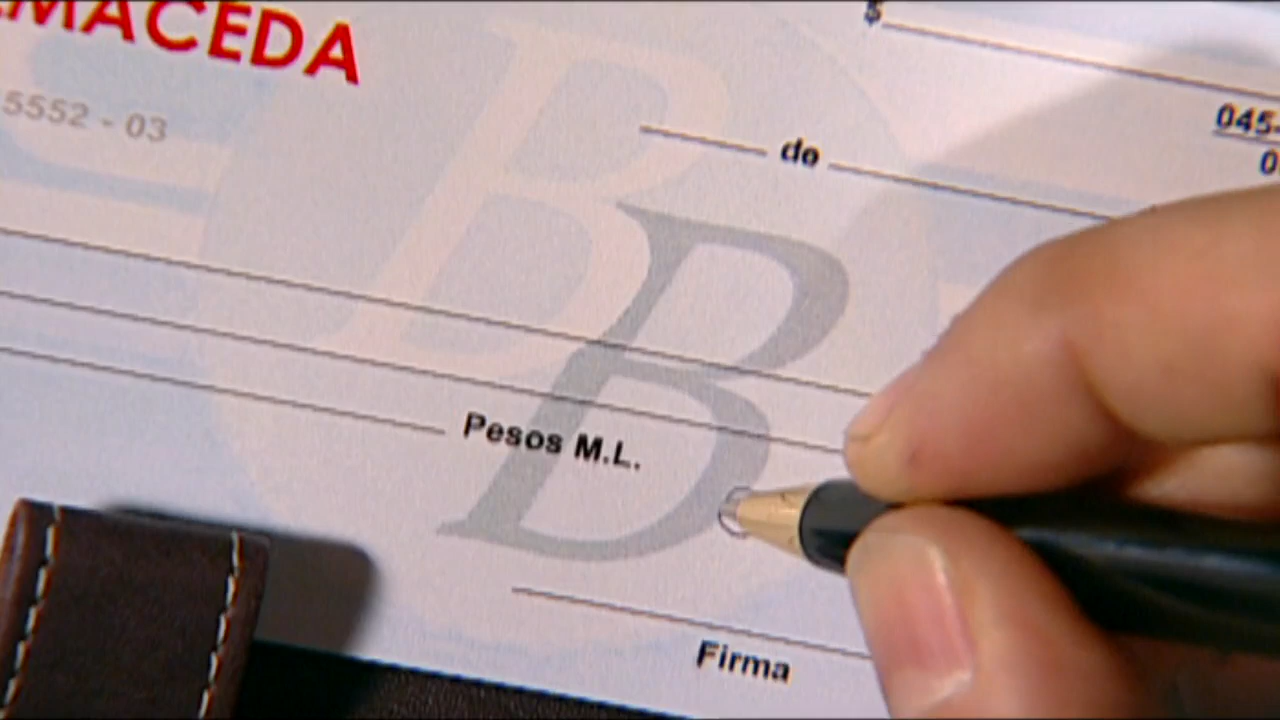 MACEDA
$
5552 - 03
045-
0
de
B
B
Pesos M.L.
Firma